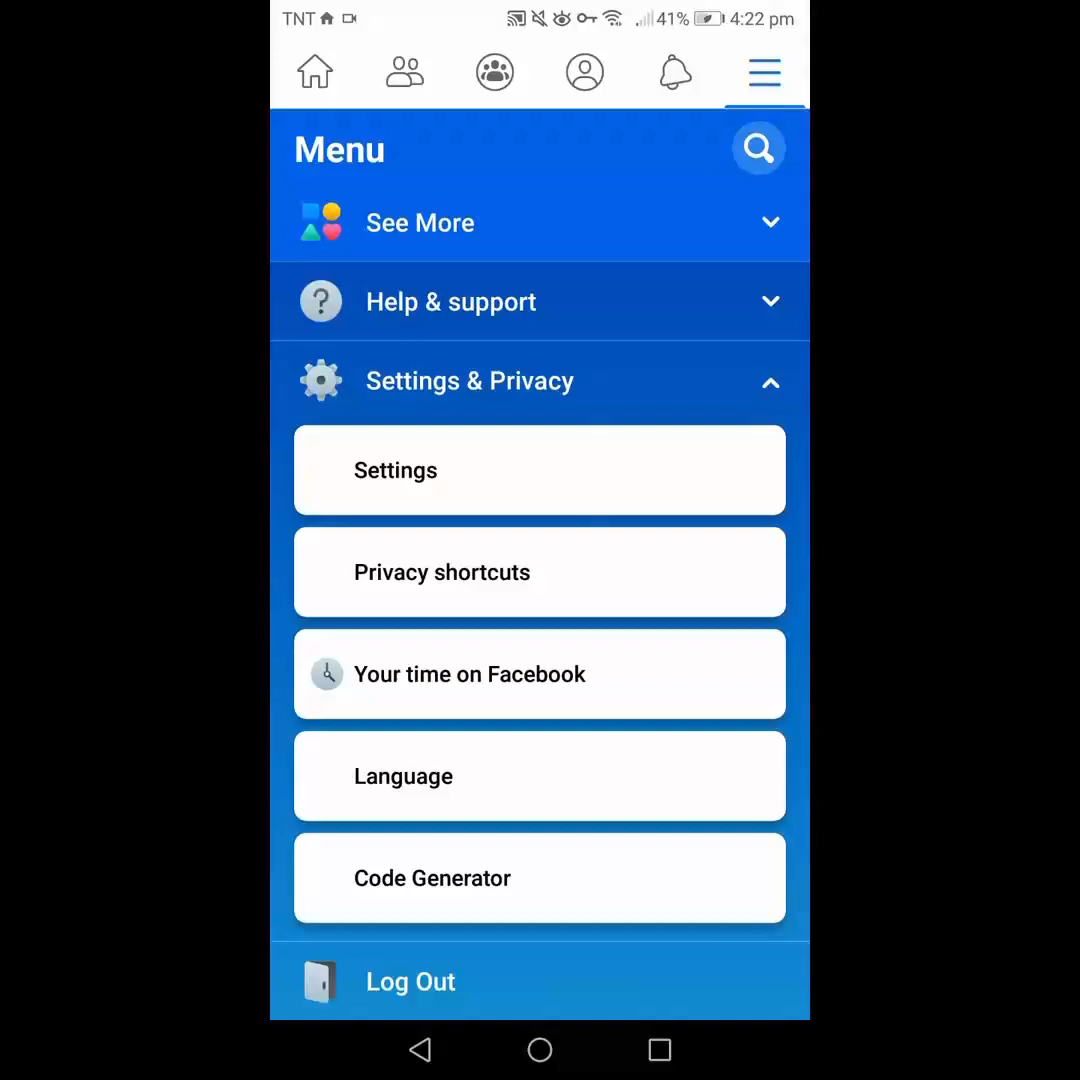 TNT 41% 4:22 pm
Menu
See More
Help & support
Settings & Privacy
Settings
Privacy shortcuts
Your time on Facebook
Language
Code Generator
Log Out